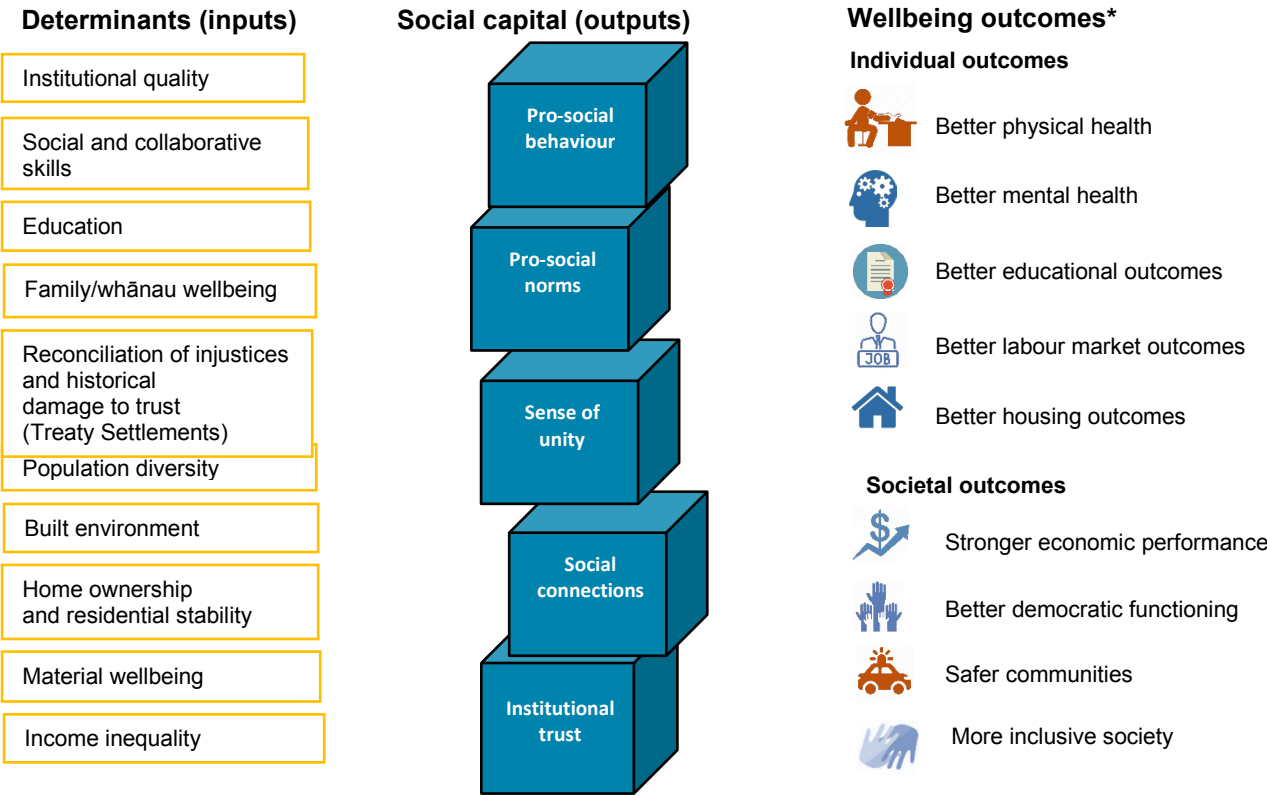 Determinants (inputs)
Institutional quality
Social and collaborative
skills
Education
Family/whānau wellbeing
Reconciliation of injustices
and historical
damage to trust
(Treaty Settlements)
Population diversity
Built environment
Home ownership
and residential stability
Material wellbeing
Income inequality
Social capital (outputs)
Pro-social
behaviour
Pro-social
norms
Sense of
unity
Social
connections
Institutional
trust
Wellbeing outcomes*
Individual outcomes
Better physical health
Better mental health
Better educational outcomes
JOB
Better labour market outcomes
Better housing outcomes
Societal outcomes
$
Stronger economic performance
Better democratic functioning
Safer communities
More inclusive society